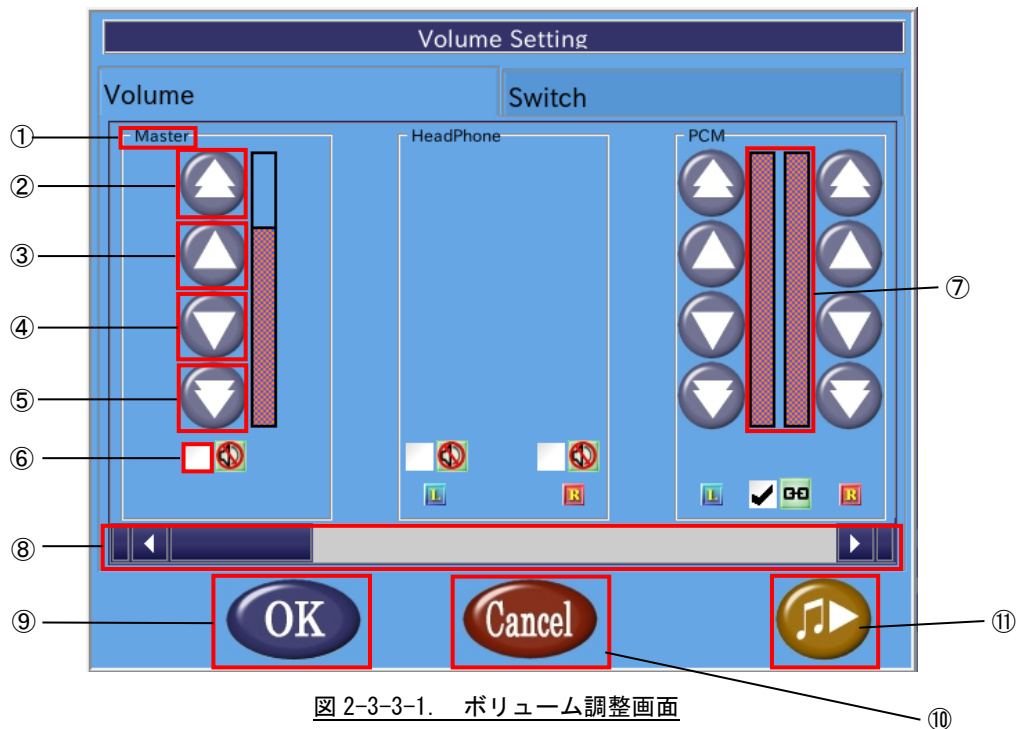 Volume Setting
Volume
Switch
① Master
HeadPhone
PCM
②
③
④
⑤
⑥
⑦
L
R
L
R
⑧
⑨ OK
Cancel
⑩
⑪
図 2-3-3-1. ボリューム調整画面